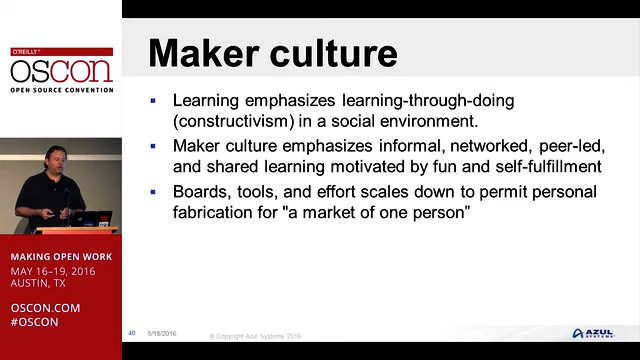 O'REILLY®
OSCON
OPEN SOURCE CONVENTION
MAKING OPEN WORK
MAY 16–19, 2016
AUSTIN, TX
OSCON.COM
#OSCON
Maker culture
▪ Learning emphasizes learning-through-doing
(constructivism) in a social environment.
▪ Maker culture emphasizes informal, networked, peer-led,
and shared learning motivated by fun and self-fulfillment
▪ Boards, tools, and effort scales down to permit personal
fabrication for "a market of one person”
40 5/18/2016 © Copyright Azul Systems 2016
AZUL
SYSTEMS